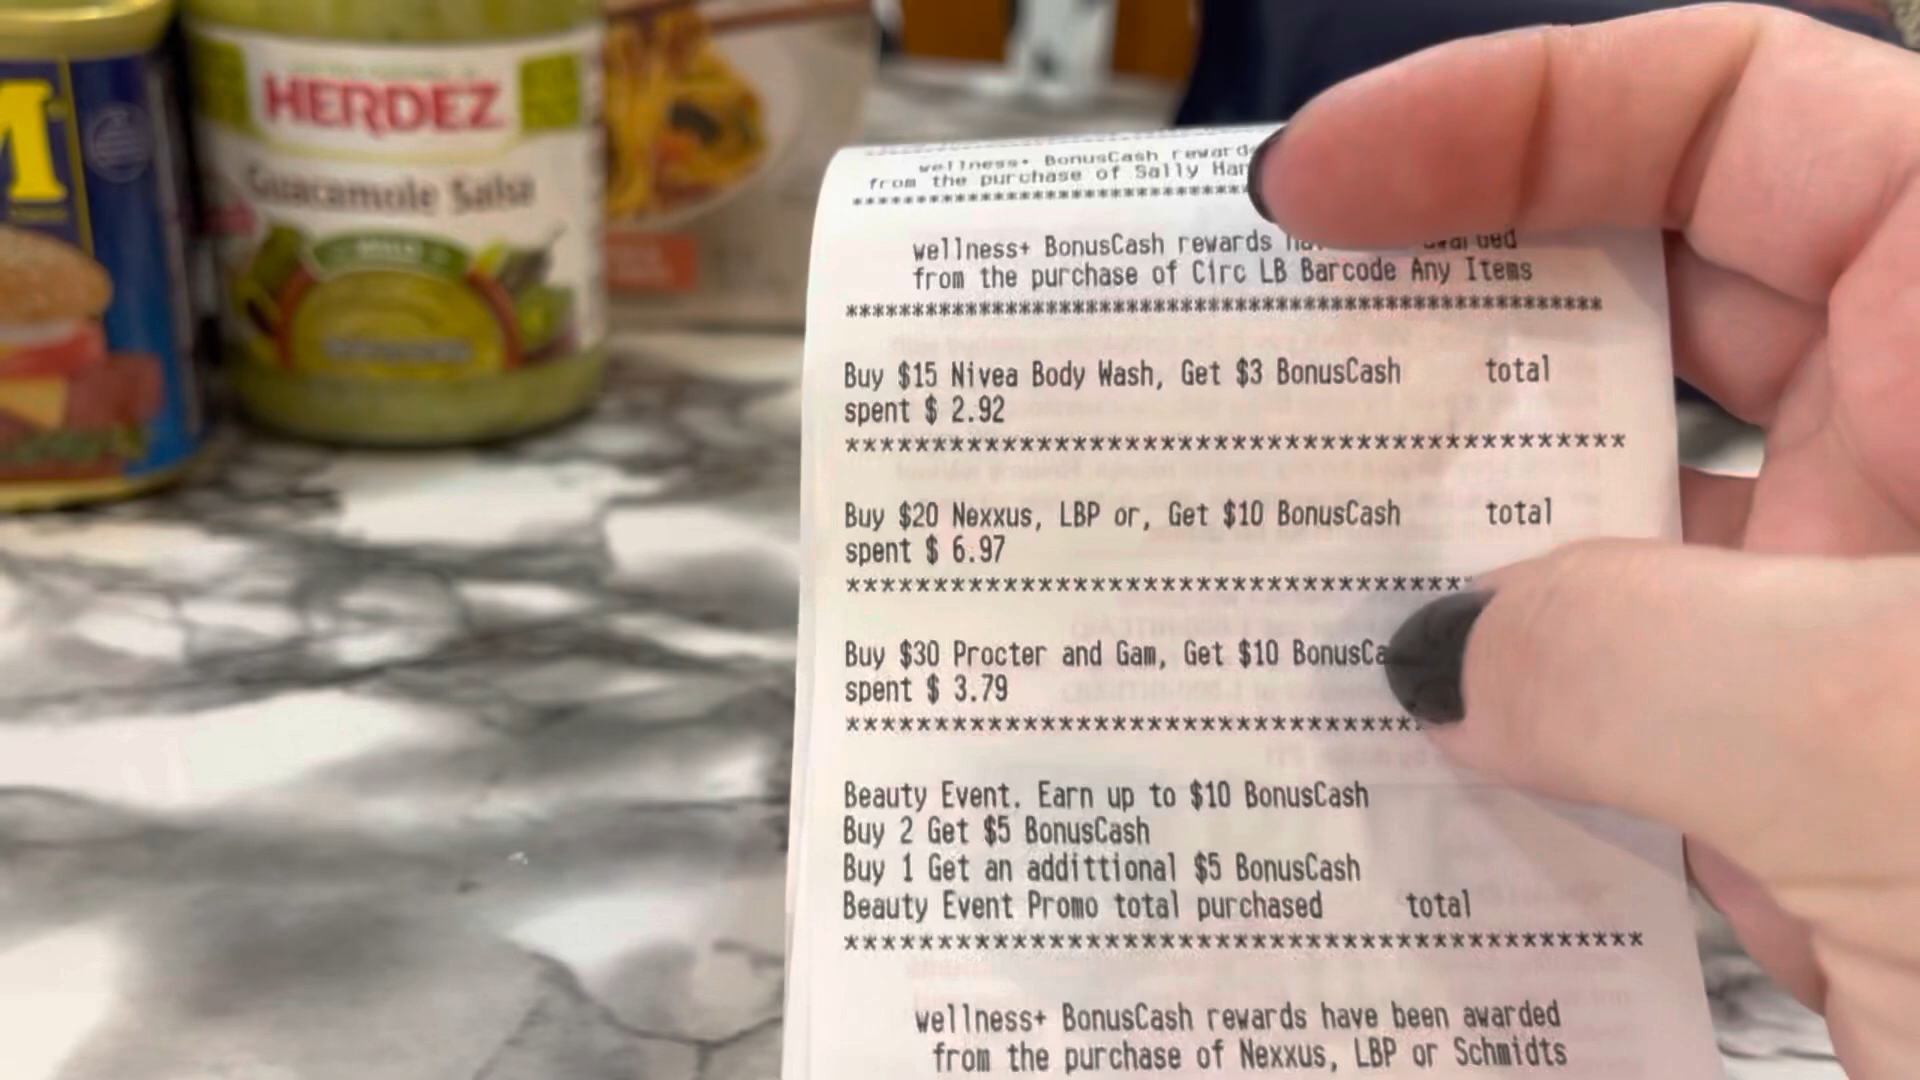 M
HERDEZ
Guacamole Salsa
MILD
wellness+ BonusCash
from the purchase of Sally
****************************************
wellness+ BonusCash rewards
from the purchase of Circ LB Barcode Any Items
************************************************************
Buy $15 Nivea Body Wash, Get $3 BonusCash total
spent $ 2.92
*********************************************
Buy $20 Nexxus, LBP or, Get $10 BonusCash total
spent $ 6.97
************************************
Buy $30 Procter and Gam, Get $10
spent $ 3.79
*********************************
Beauty Event. Earn up to $10 BonusCash
Buy 2 Get $5 BonusCash
Buy 1 Get an addittional $5 BonusCash
Beauty Event Promo total purchased total
**********************************************
wellness+ BonusCash rewards have been awarded
from the purchase of Nexxus, LBP or Schmidts